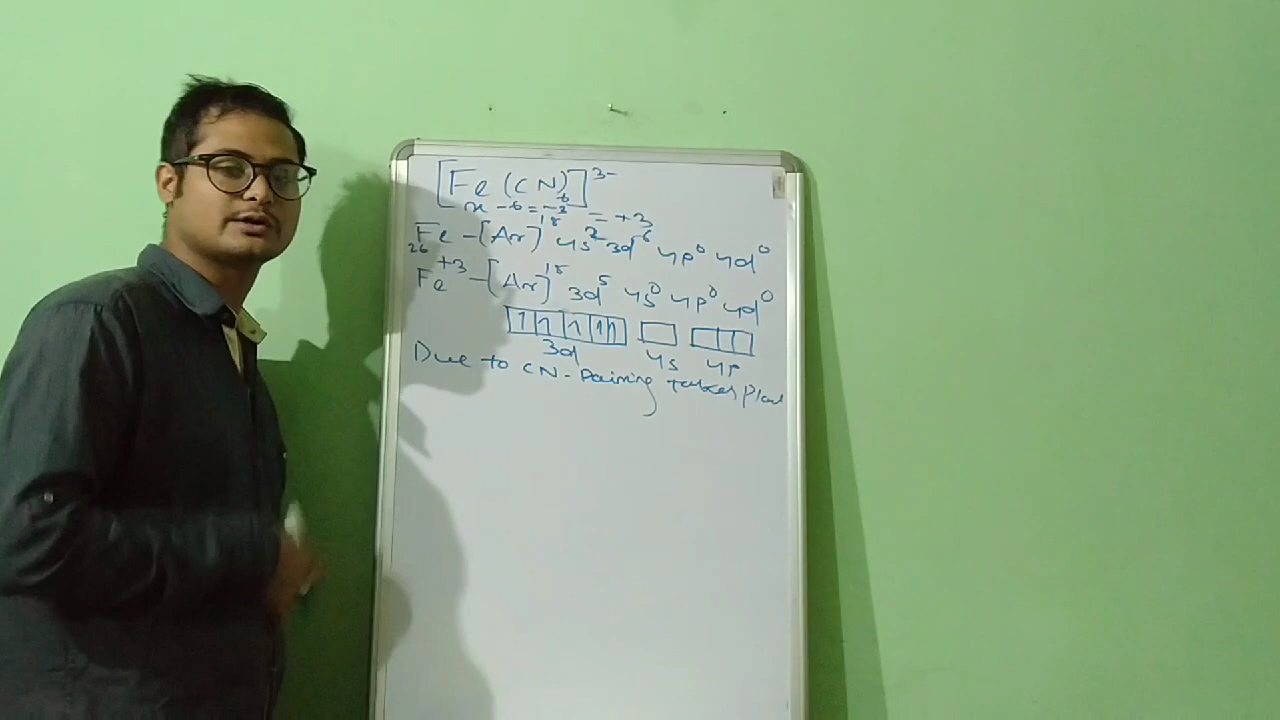 [Fe(CN)6]3-
x -6 = -3 = +3
26Fe - [Ar]18 4s2 3d6 4p0 4d0
Fe+3 - [Ar]18 3d5 4s0 4p0 4d0
3d 4s 4p
Due to CN - Pairing takes place